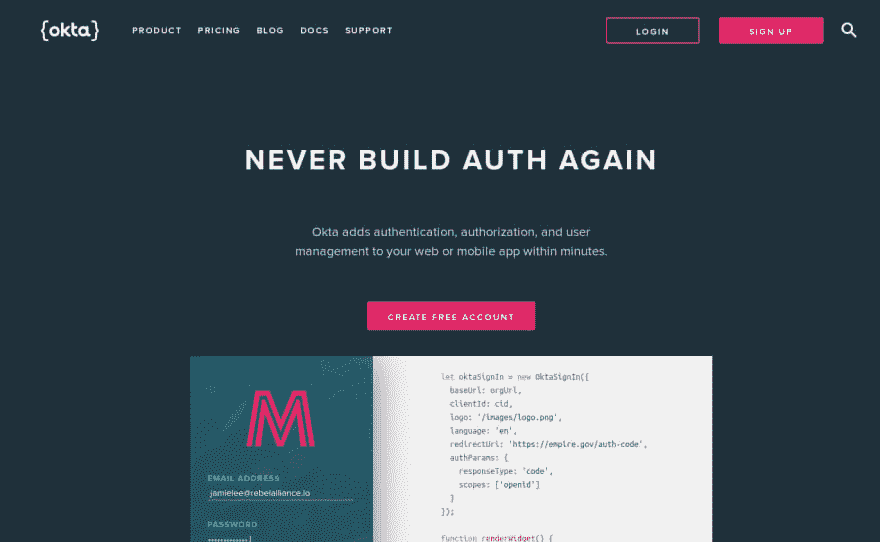 {okta} PRODUCT PRICING BLOG DOCS SUPPORT LOGIN SIGN UP
NEVER BUILD AUTH AGAIN
Okta adds authentication, authorization, and user
management to your web or mobile app within minutes.
CREATE FREE ACCOUNT
M
EMAIL ADDRESS
jamielee@rebelalliance.io
PASSWORD
let oktaSignIn = new OktaSignIn({
baseUrl: orgUrl,
clientId: cid,
logo: '/images/logo.png',
language: 'en',
redirectUri: 'https://empire.gov/auth-code',
authParams: {
responseType: 'code',
scopes: ['openid']
}
});
function renderWidget() {